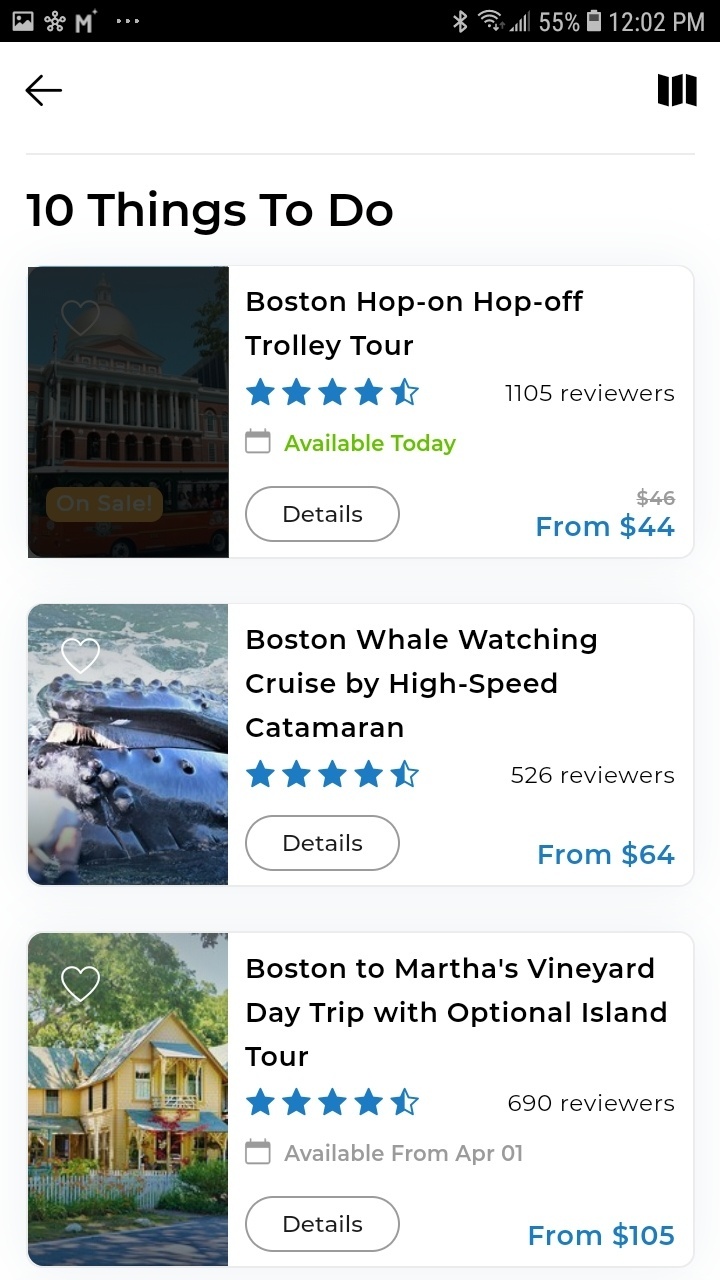 55% 12:02 PM
10 Things To Do
Boston Hop-on Hop-off
Trolley Tour
1105 reviewers
Available Today
On Sale!
Details
$46
From $44
Boston Whale Watching
Cruise by High-Speed
Catamaran
526 reviewers
Details
From $64
Boston to Martha's Vineyard
Day Trip with Optional Island
Tour
690 reviewers
Available From Apr 01
Details
From $105